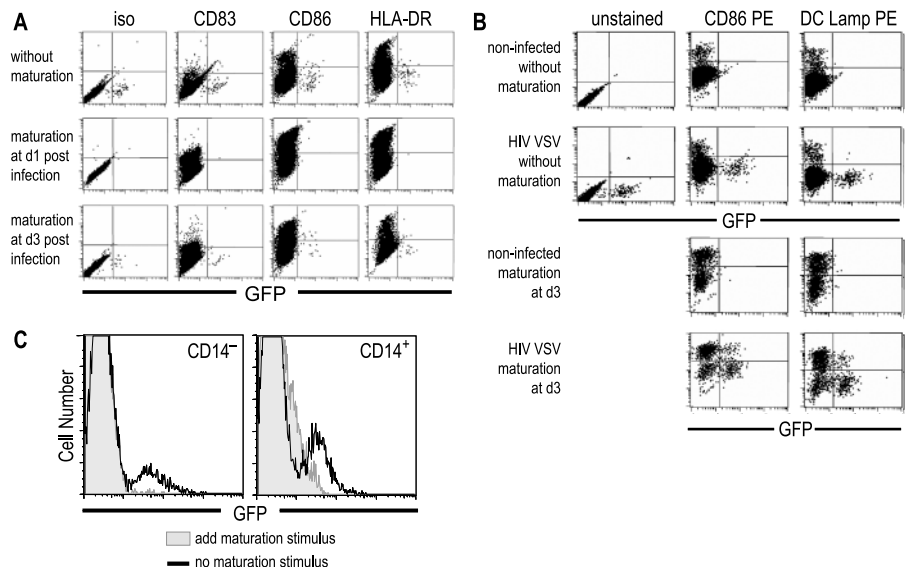 A
iso
CD83
CD86
HLA-DR
without
maturation
maturation
at d1 post
infection
maturation
at d3 post
infection
GFP
B
unstained
CD86 PE
DC Lamp PE
non-infected
without
maturation
HIV VSV
without
maturation
GFP
non-infected
maturation
at d3
HIV VSV
maturation
at d3
GFP
C
CD14–
CD14+
Cell Number
GFP
add maturation stimulus
no maturation stimulus